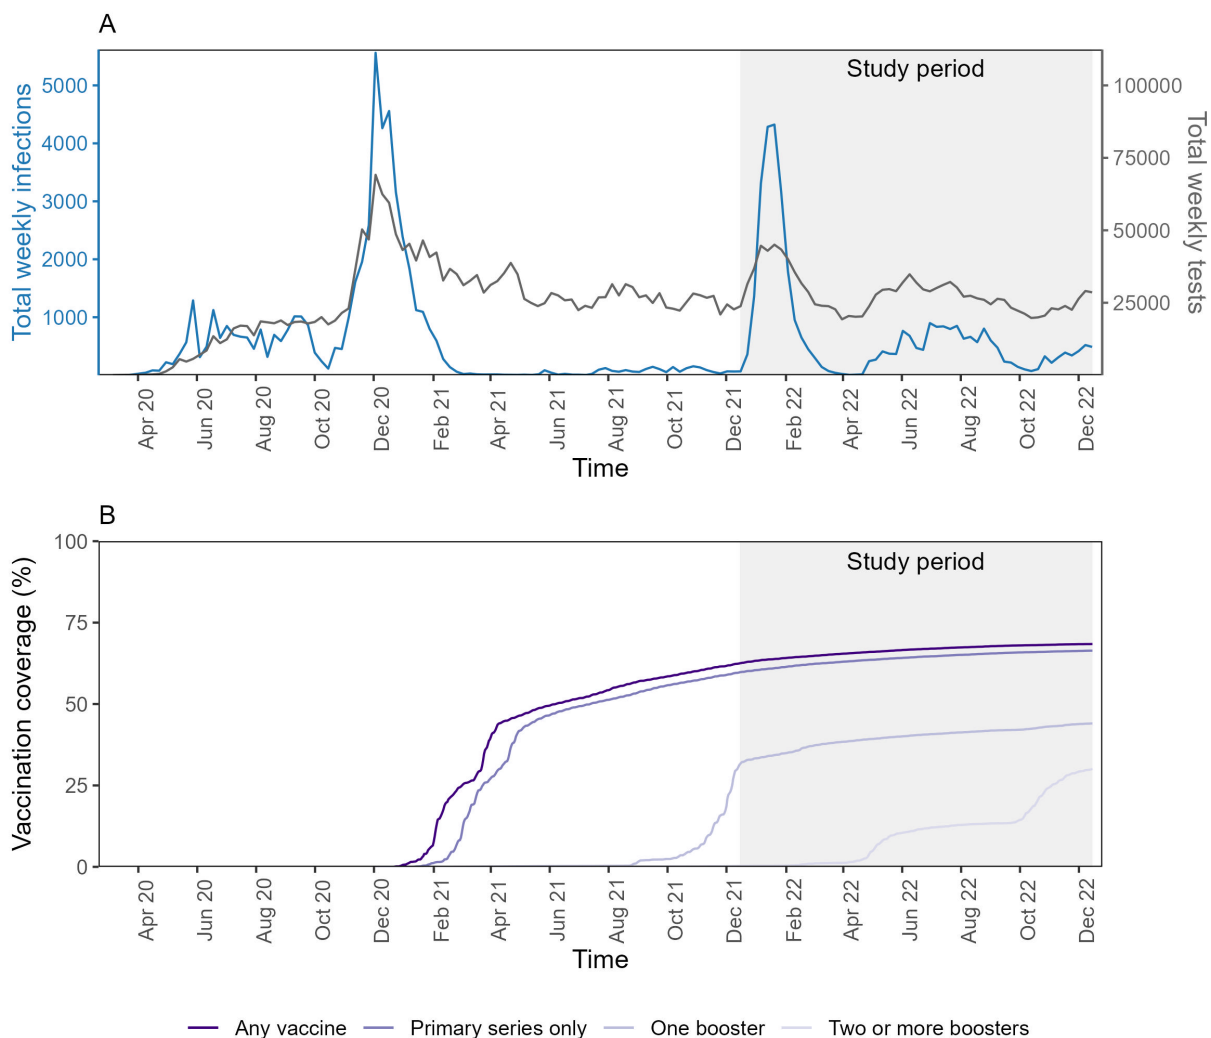 A
Study period
Total weekly infections
5000
4000
3000
2000
1000
100000
75000
50000
25000
Total weekly tests
Apr 20 Jun 20 Aug 20 Oct 20 Dec 20 Feb 21 Apr 21 Jun 21 Aug 21 Oct 21 Dec 21 Feb 22 Apr 22 Jun 22 Aug 22 Oct 22 Dec 22
Time
B
Study period
Vaccination coverage (%)
100
75
50
25
0
Apr 20 Jun 20 Aug 20 Oct 20 Dec 20 Feb 21 Apr 21 Jun 21 Aug 21 Oct 21 Dec 21 Feb 22 Apr 22 Jun 22 Aug 22 Oct 22 Dec 22
Time
Any vaccine Primary series only One booster Two or more boosters